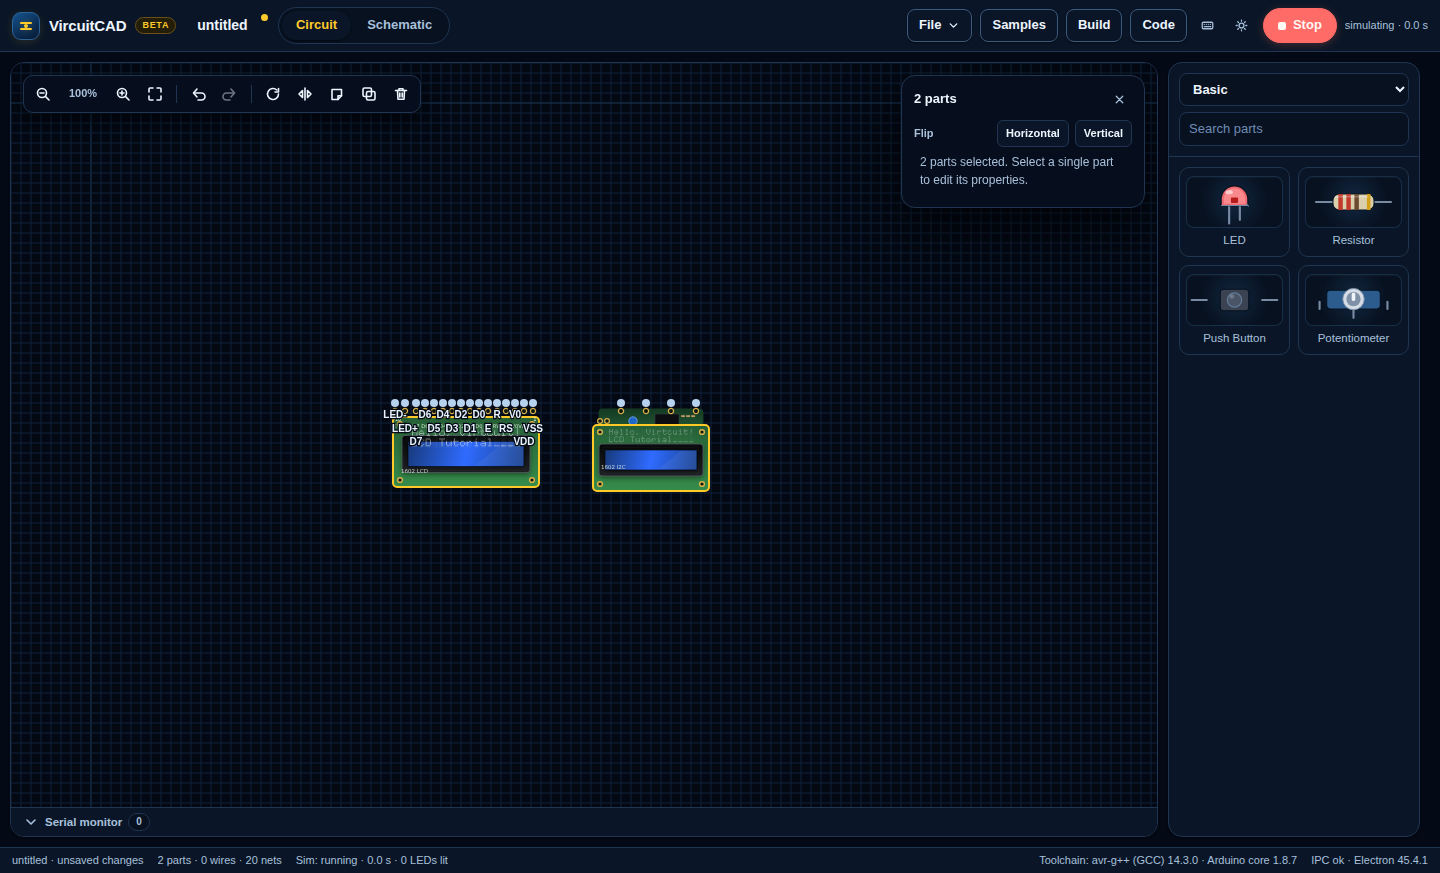 VircuitCAD BETA untitled Circuit Schematic File Samples Build Code Stop simulating · 0.0 s
100%
2 parts
Flip Horizontal Vertical
2 parts selected. Select a single part
to edit its properties.
Basic
Search parts
LED Resistor
Push Button Potentiometer
LED- D6 D4 D2 D0 R V0
LED+ D5 D3 D1 E RS VSS
D7 VDD
1602 LCD
Hello, Virtcuit!
LCD Tutorial____
1602 I2C
Serial monitor 0
untitled · unsaved changes 2 parts · 0 wires · 20 nets Sim: running · 0.0 s · 0 LEDs lit Toolchain: avr-g++ (GCC) 14.3.0 · Arduino core 1.8.7 IPC ok · Electron 45.4.1